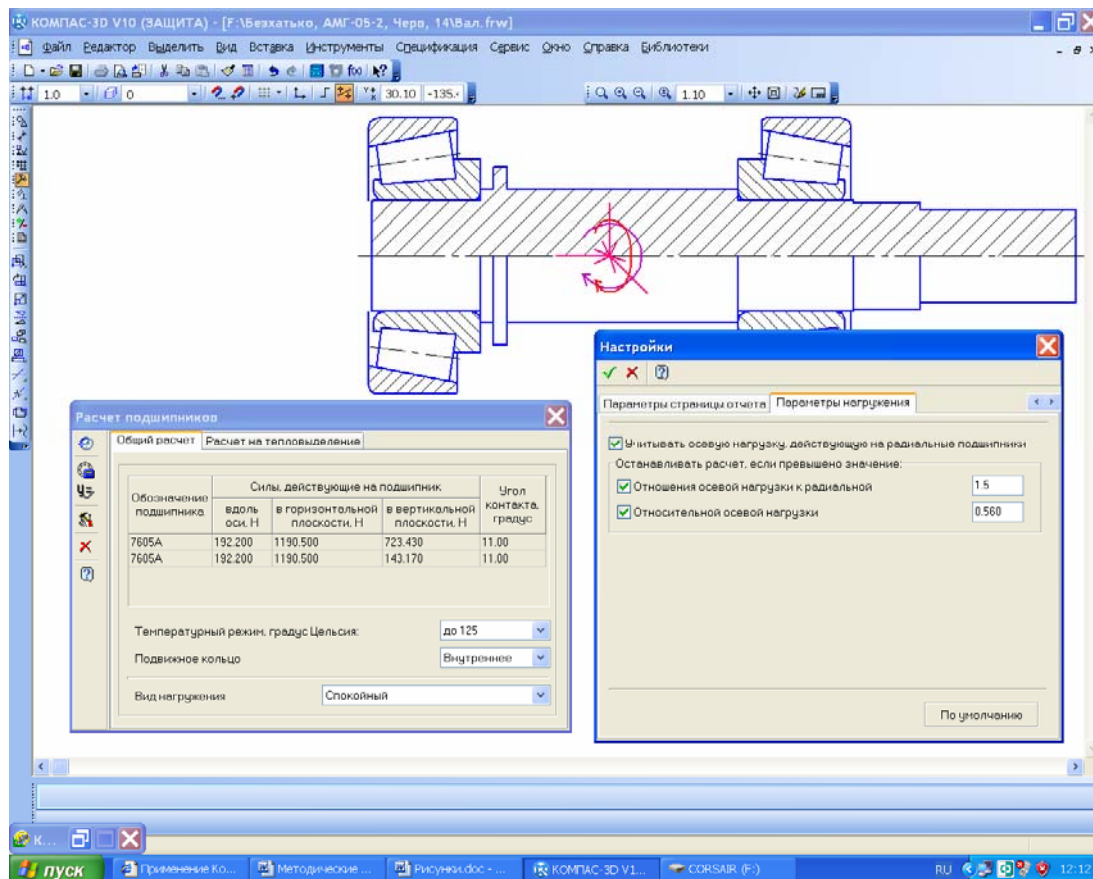 КОМПАС-3D V10 (ЗАЩИТА) - [F:\Безхатько, АМГ-05-2, Черв, 14\Вал.frw]
Файл Редактор Выделить Вид Вставка Инструменты Спецификация Сервис Окно Справка Библиотеки
f(x)
1.0 0 30.10 -135.4 1.10
Настройки
Параметры страницы отчета Параметры нагружения
Учитывать осевую нагрузку, действующую на радиальные подшипники
Останавливать расчет, если превышено значение:
Отношения осевой нагрузки к радиальной 1.5
Относительной осевой нагрузки 0.560
По умолчанию
Расчет подшипников
Общий расчет Расчет на тепловыделение
Обозначение подшипника
Силы, действующие на подшипник
вдоль оси, Н
в горизонтальной плоскости, Н
в вертикальной плоскости, Н
Угол контакта, градус
7605А 192.200 1190.500 723.430 11.00
7605А 192.200 1190.500 143.170 11.00
Температурный режим, градус Цельсия: до 125
Подвижное кольцо Внутреннее
Вид нагружения Спокойный
К...
пуск Применение Ко... Методические ... Рисунки.doc - ... КОМПАС-3D V1... CORSAIR (F:) RU 12:12